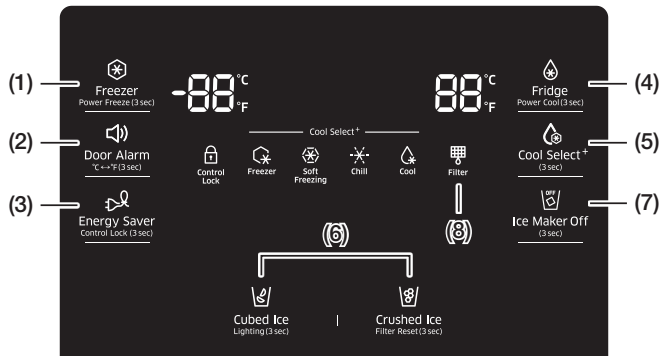 (1)
Freezer
Power Freeze (3 sec)
(2)
Door Alarm
°C↔°F (3 sec)
(3)
Energy Saver
Control Lock (3 sec)
-88 °C °F
88 °C °F
Cool Select+
Control Lock
Freezer
Soft Freezing
Chill
Cool
Filter
(6)
(8)
Cubed Ice
Lighting (3 sec)
|
Crushed Ice
Filter Reset (3 sec)
(4)
Fridge
Power Cool (3 sec)
(5)
Cool Select+
(3 sec)
(7)
OFF
Ice Maker Off
(3 sec)